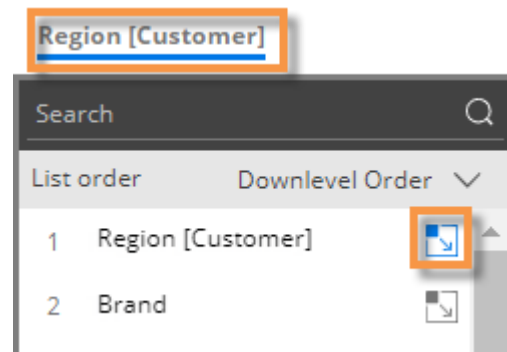 Region [Customer]
Search
List order Downlevel Order
1 Region [Customer]
2 Brand